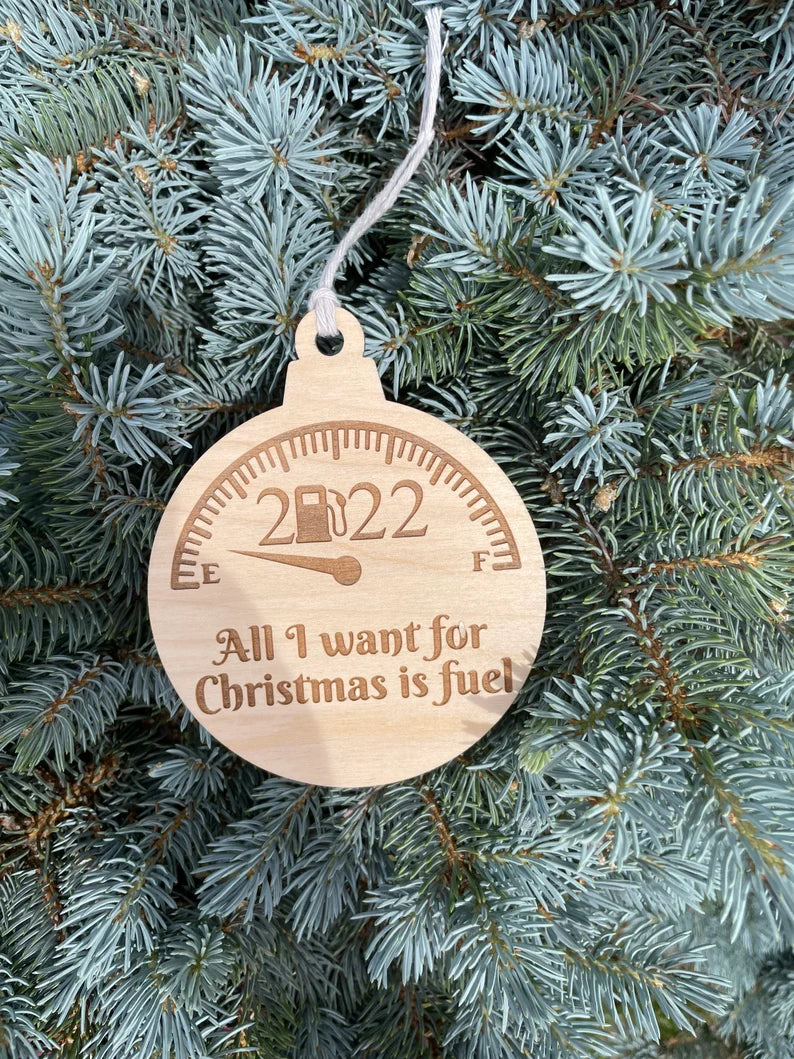 2022
E F
All I want for
Christmas is fuel